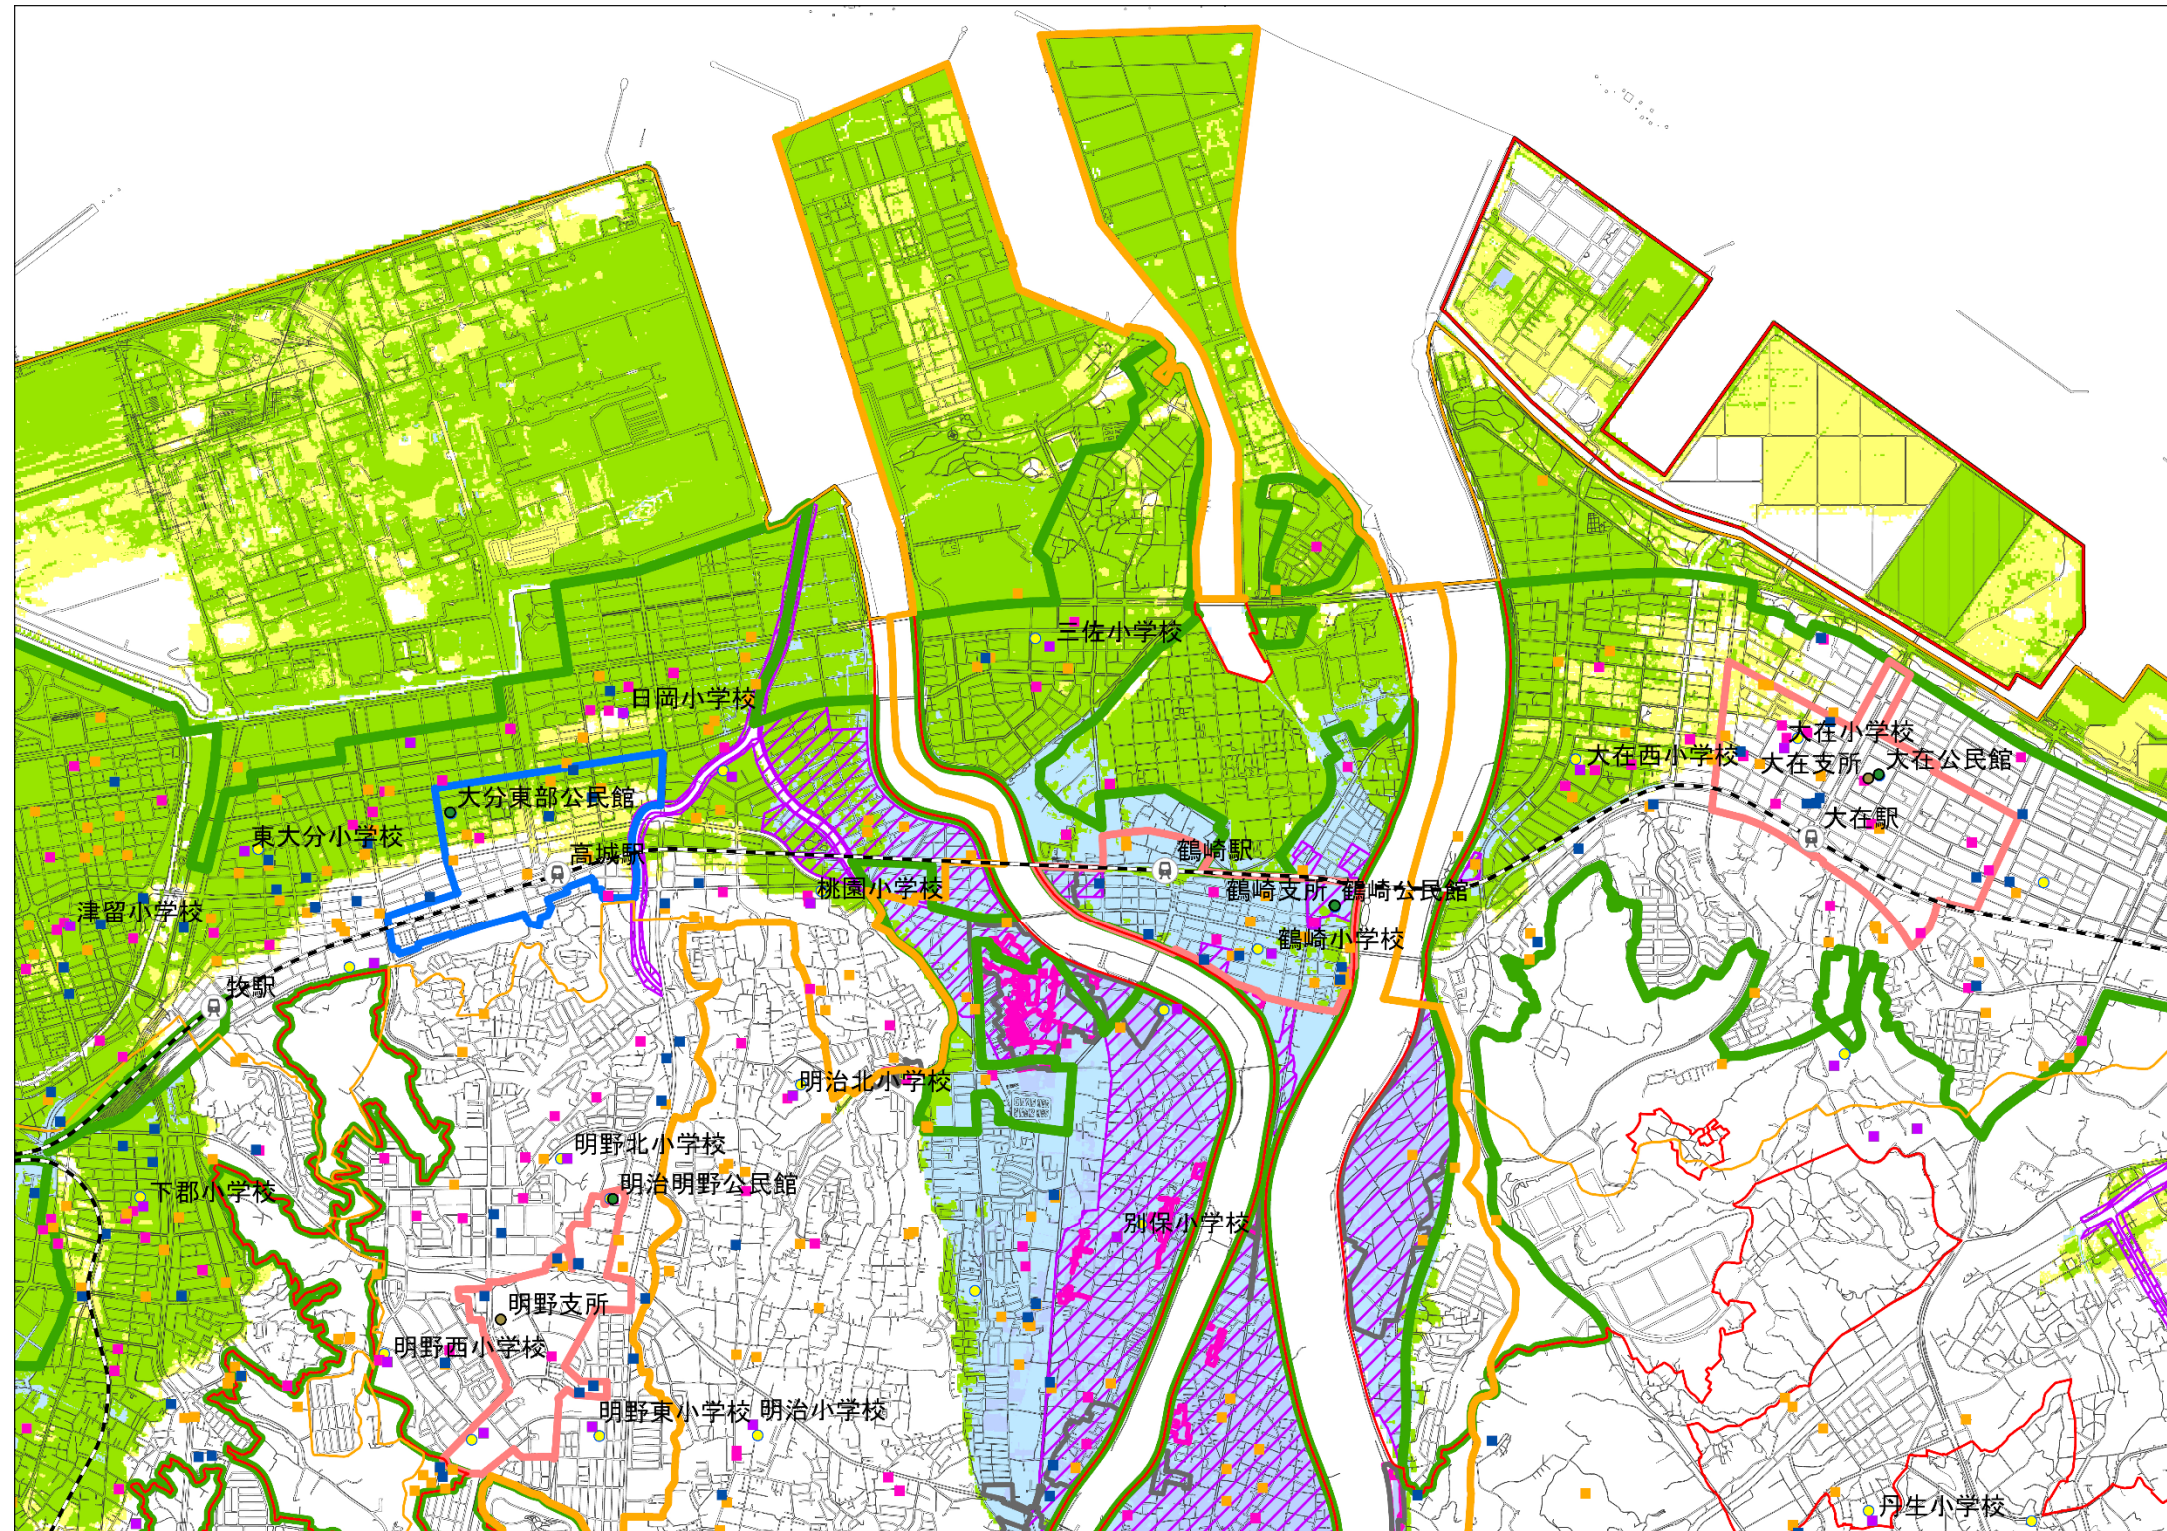 三佐小学校
日岡小学校
大在小学校
大在西小学校
大在支所
大在公民館
大分東部公民館
東大分小学校
大在駅
高城駅
鶴崎駅
桃園小学校
鶴崎支所
鶴崎公民館
津留小学校
鶴崎小学校
牧駅
明治北小学校
明野北小学校
明治明野公民館
下郡小学校
別保小学校
明野支所
明野西小学校
明野東小学校
明治小学校
丹生小学校